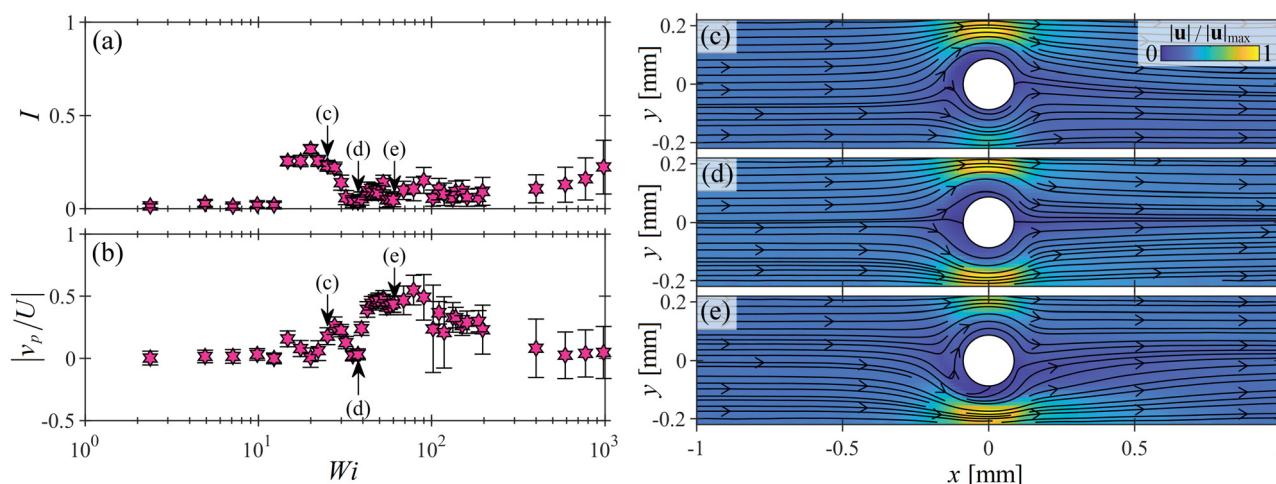 (a)
1
0.5
0
I
(c)
(d)
(e)
(b)
1
0.5
0
-0.5
|v_p/U|
(c)
(e)
(d)
10^0
10^1
10^2
10^3
Wi
(c)
0.2
0
-0.2
y [mm]
|u| / |u|max
0
1
(d)
0.2
0
-0.2
y [mm]
(e)
0.2
0
-0.2
y [mm]
-1
-0.5
0
0.5
x [mm]